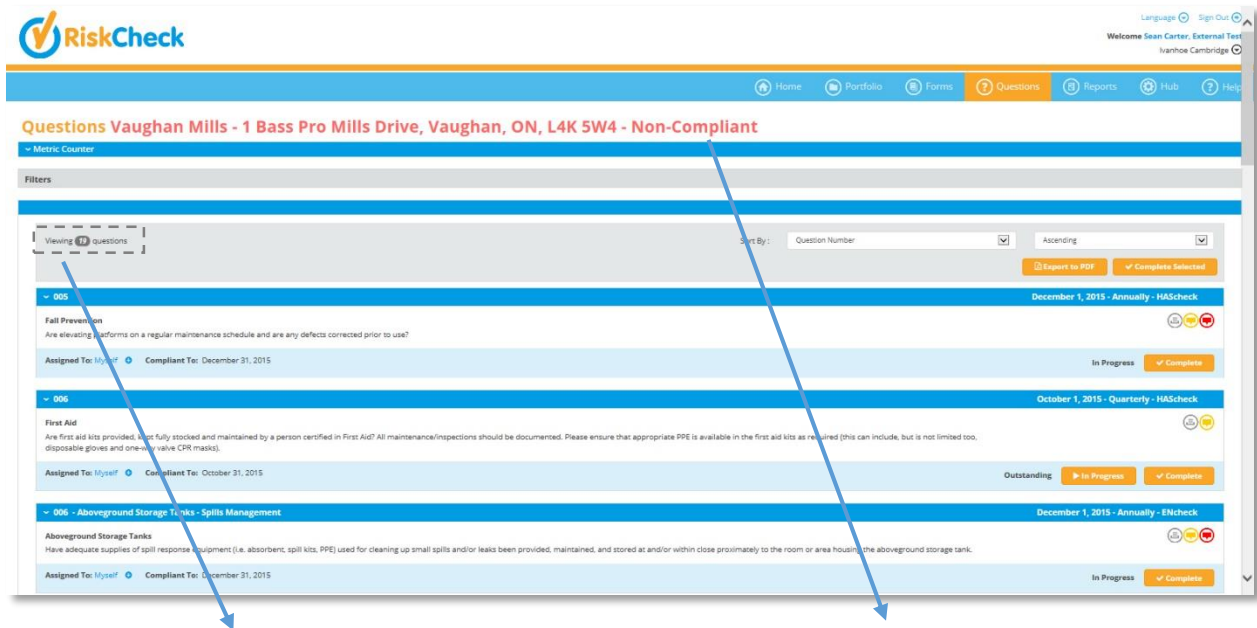 RiskCheck
Language Sign Out
Welcome Sean Carter, External Test
Ivanhoe Cambridge
Home Portfolio Forms Questions Reports Hub Help
Questions Vaughan Mills - 1 Bass Pro Mills Drive, Vaughan, ON, L4K 5W4 - Non-Compliant
Metric Counter
Filters
Viewing questions
Sort By: Question Number Ascending
Export to PDF Complete Selected
005 December 1, 2015 - Annually - HAScheck
Fall Prevention
Are elevating platforms on a regular maintenance schedule and are any defects corrected prior to use?
Assigned To: Myself Compliant To: December 31, 2015 In Progress Complete
006 October 1, 2015 - Quarterly - HAScheck
First Aid
Are first aid kits provided, kept fully stocked and maintained by a person certified in First Aid? All maintenance/inspections should be documented. Please ensure that appropriate PPE is available in the first aid kits as required (this can include, but is not limited too,
disposable gloves and one-way valve CPR masks).
Assigned To: Myself Compliant To: October 31, 2015 Outstanding In Progress Complete
006 - Aboveground Storage Tanks - Spills Management December 1, 2015 - Annually - ENcheck
Aboveground Storage Tanks
Have adequate supplies of spill response equipment (i.e. absorbent, spill kits, PPE) used for cleaning up small spills and/or leaks been provided, maintained, and stored at and/or within close proximately to the room or area housing the aboveground storage tank.
Assigned To: Myself Compliant To: December 31, 2015 In Progress Complete